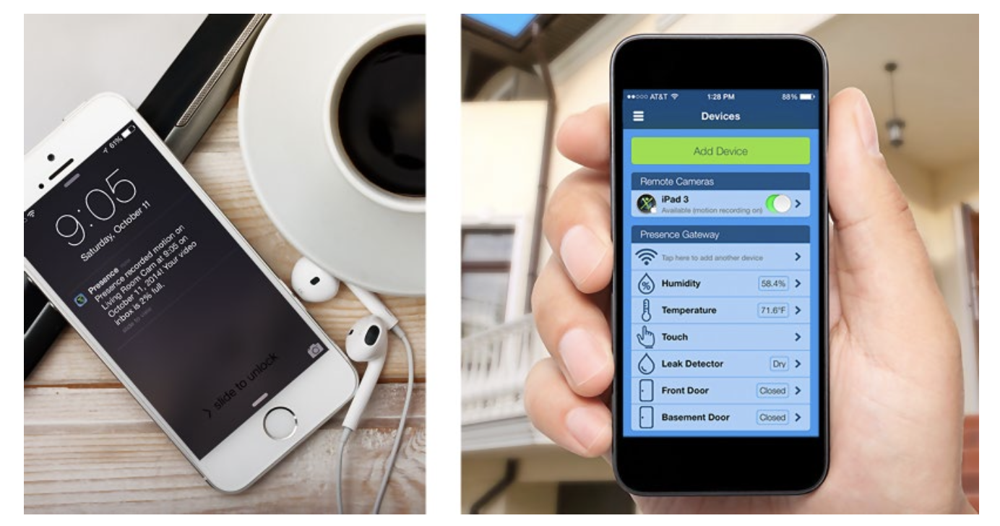 61%
9:05
Saturday, October 11
Presence now
Presence recorded motion on
Living Room Cam at 9:05 on
October 11, 2014! Your video
inbox is 2% full.
slide to view
> slide to unlock
AT&T 1:28 PM 88%
Devices
Add Device
Remote Cameras
iPad 3
Available (motion recording on)
Presence Gateway
Tap here to add another device
% Humidity 58.4%
Temperature 71.6°F
Touch
Leak Detector Dry
Front Door Closed
Basement Door Closed